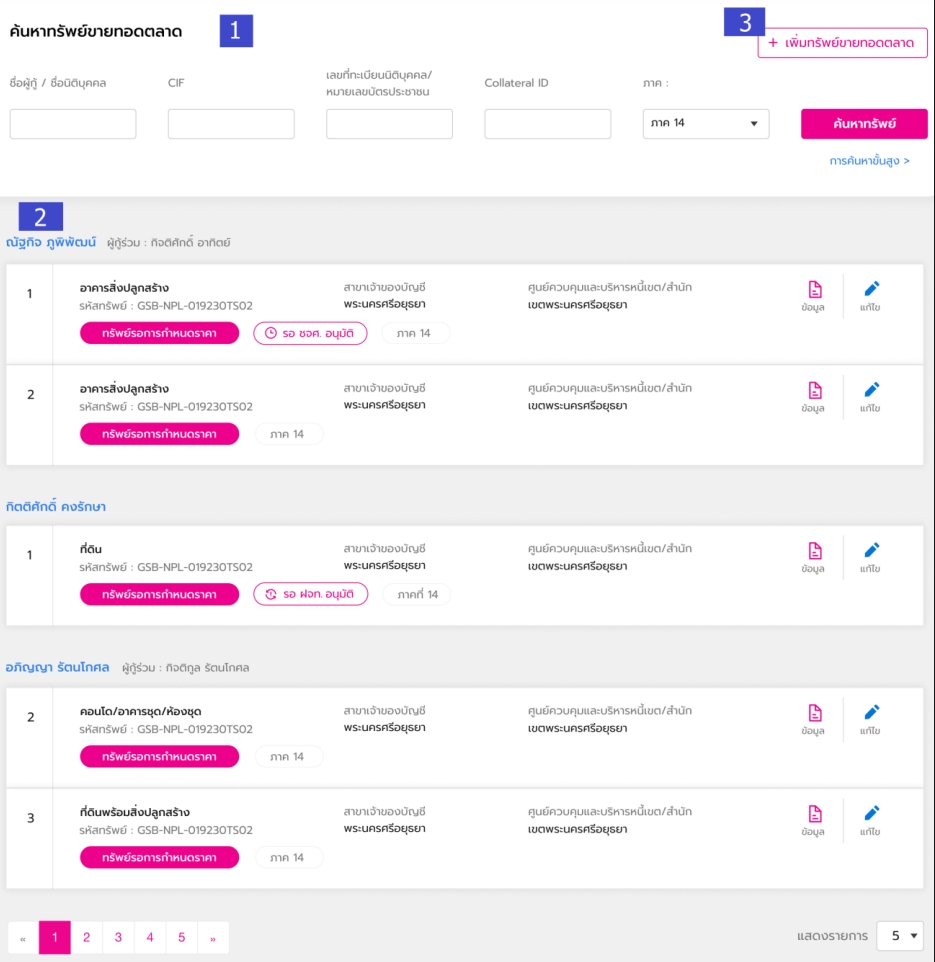 ค้นหาทรัพย์ขายทอดตลาด
1
3
+ เพิ่มทรัพย์ขายทอดตลาด
ชื่อผู้กู้ / ชื่อนิติบุคคล
CIF
เลขที่ทะเบียนนิติบุคคล/
หมายเลขบัตรประชาชน
Collateral ID
ภาค :
ภาค 14
ค้นหาทรัพย์
การค้นหาขั้นสูง >
2
ณัฐกิจ ภูพิพัฒน์ ผู้กู้ร่วม : กิจติศักดิ์ อาทิตย์
1
อาคารสิ่งปลูกสร้าง
รหัสทรัพย์ : GSB-NPL-019230TS02
ทรัพย์รอการกำหนดราคา
รอ ชจศ. อนุมัติ
ภาค 14
สาขาเจ้าของบัญชี
พระนครศรีอยุธยา
ศูนย์ควบคุมและบริหารหนี้เขต/สำนัก
เขตพระนครศรีอยุธยา
ข้อมูล
แก้ไข
2
อาคารสิ่งปลูกสร้าง
รหัสทรัพย์ : GSB-NPL-019230TS02
ทรัพย์รอการกำหนดราคา
ภาค 14
สาขาเจ้าของบัญชี
พระนครศรีอยุธยา
ศูนย์ควบคุมและบริหารหนี้เขต/สำนัก
เขตพระนครศรีอยุธยา
ข้อมูล
แก้ไข
กิตติศักดิ์ คงรักษา
1
ที่ดิน
รหัสทรัพย์ : GSB-NPL-019230TS02
ทรัพย์รอการกำหนดราคา
รอ ฝจท. อนุมัติ
ภาคที่ 14
สาขาเจ้าของบัญชี
พระนครศรีอยุธยา
ศูนย์ควบคุมและบริหารหนี้เขต/สำนัก
เขตพระนครศรีอยุธยา
ข้อมูล
แก้ไข
อภิญญา รัตนโกศล ผู้กู้ร่วม : กิจติกูล รัตนโกศล
2
คอนโด/อาคารชุด/ห้องชุด
รหัสทรัพย์ : GSB-NPL-019230TS02
ทรัพย์รอการกำหนดราคา
ภาค 14
สาขาเจ้าของบัญชี
พระนครศรีอยุธยา
ศูนย์ควบคุมและบริหารหนี้เขต/สำนัก
เขตพระนครศรีอยุธยา
ข้อมูล
แก้ไข
3
ที่ดินพร้อมสิ่งปลูกสร้าง
รหัสทรัพย์ : GSB-NPL-019230TS02
ทรัพย์รอการกำหนดราคา
ภาค 14
สาขาเจ้าของบัญชี
พระนครศรีอยุธยา
ศูนย์ควบคุมและบริหารหนี้เขต/สำนัก
เขตพระนครศรีอยุธยา
ข้อมูล
แก้ไข
« 1 2 3 4 5 »
แสดงรายการ 5